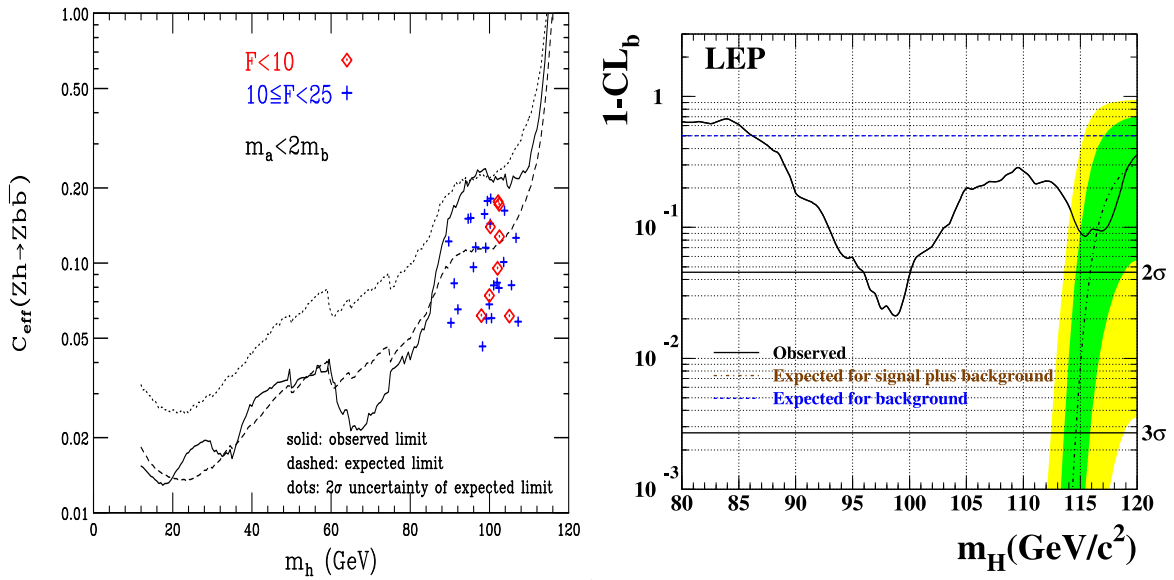 1.00
0.50
0.20
0.10
0.05
0.02
0.01
C_eff(Zh→Zbb̅)
F<10
10≤F<25
m_a<2m_b
solid: observed limit
dashed: expected limit
dots: 2σ uncertainty of expected limit
0 20 40 60 80 100 120
m_h (GeV)
1-CL_b
LEP
1
10^-1
10^-2
10^-3
2σ
3σ
Observed
Expected for signal plus background
Expected for background
80 85 90 95 100 105 110 115 120
m_H(GeV/c^2)